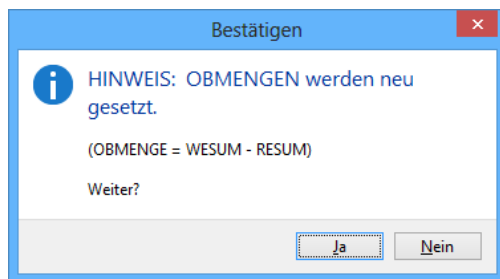 Bestätigen
HINWEIS: OBMENGEN werden neu
gesetzt.
(OBMENGE = WESUM - RESUM)
Weiter?
Ja Nein